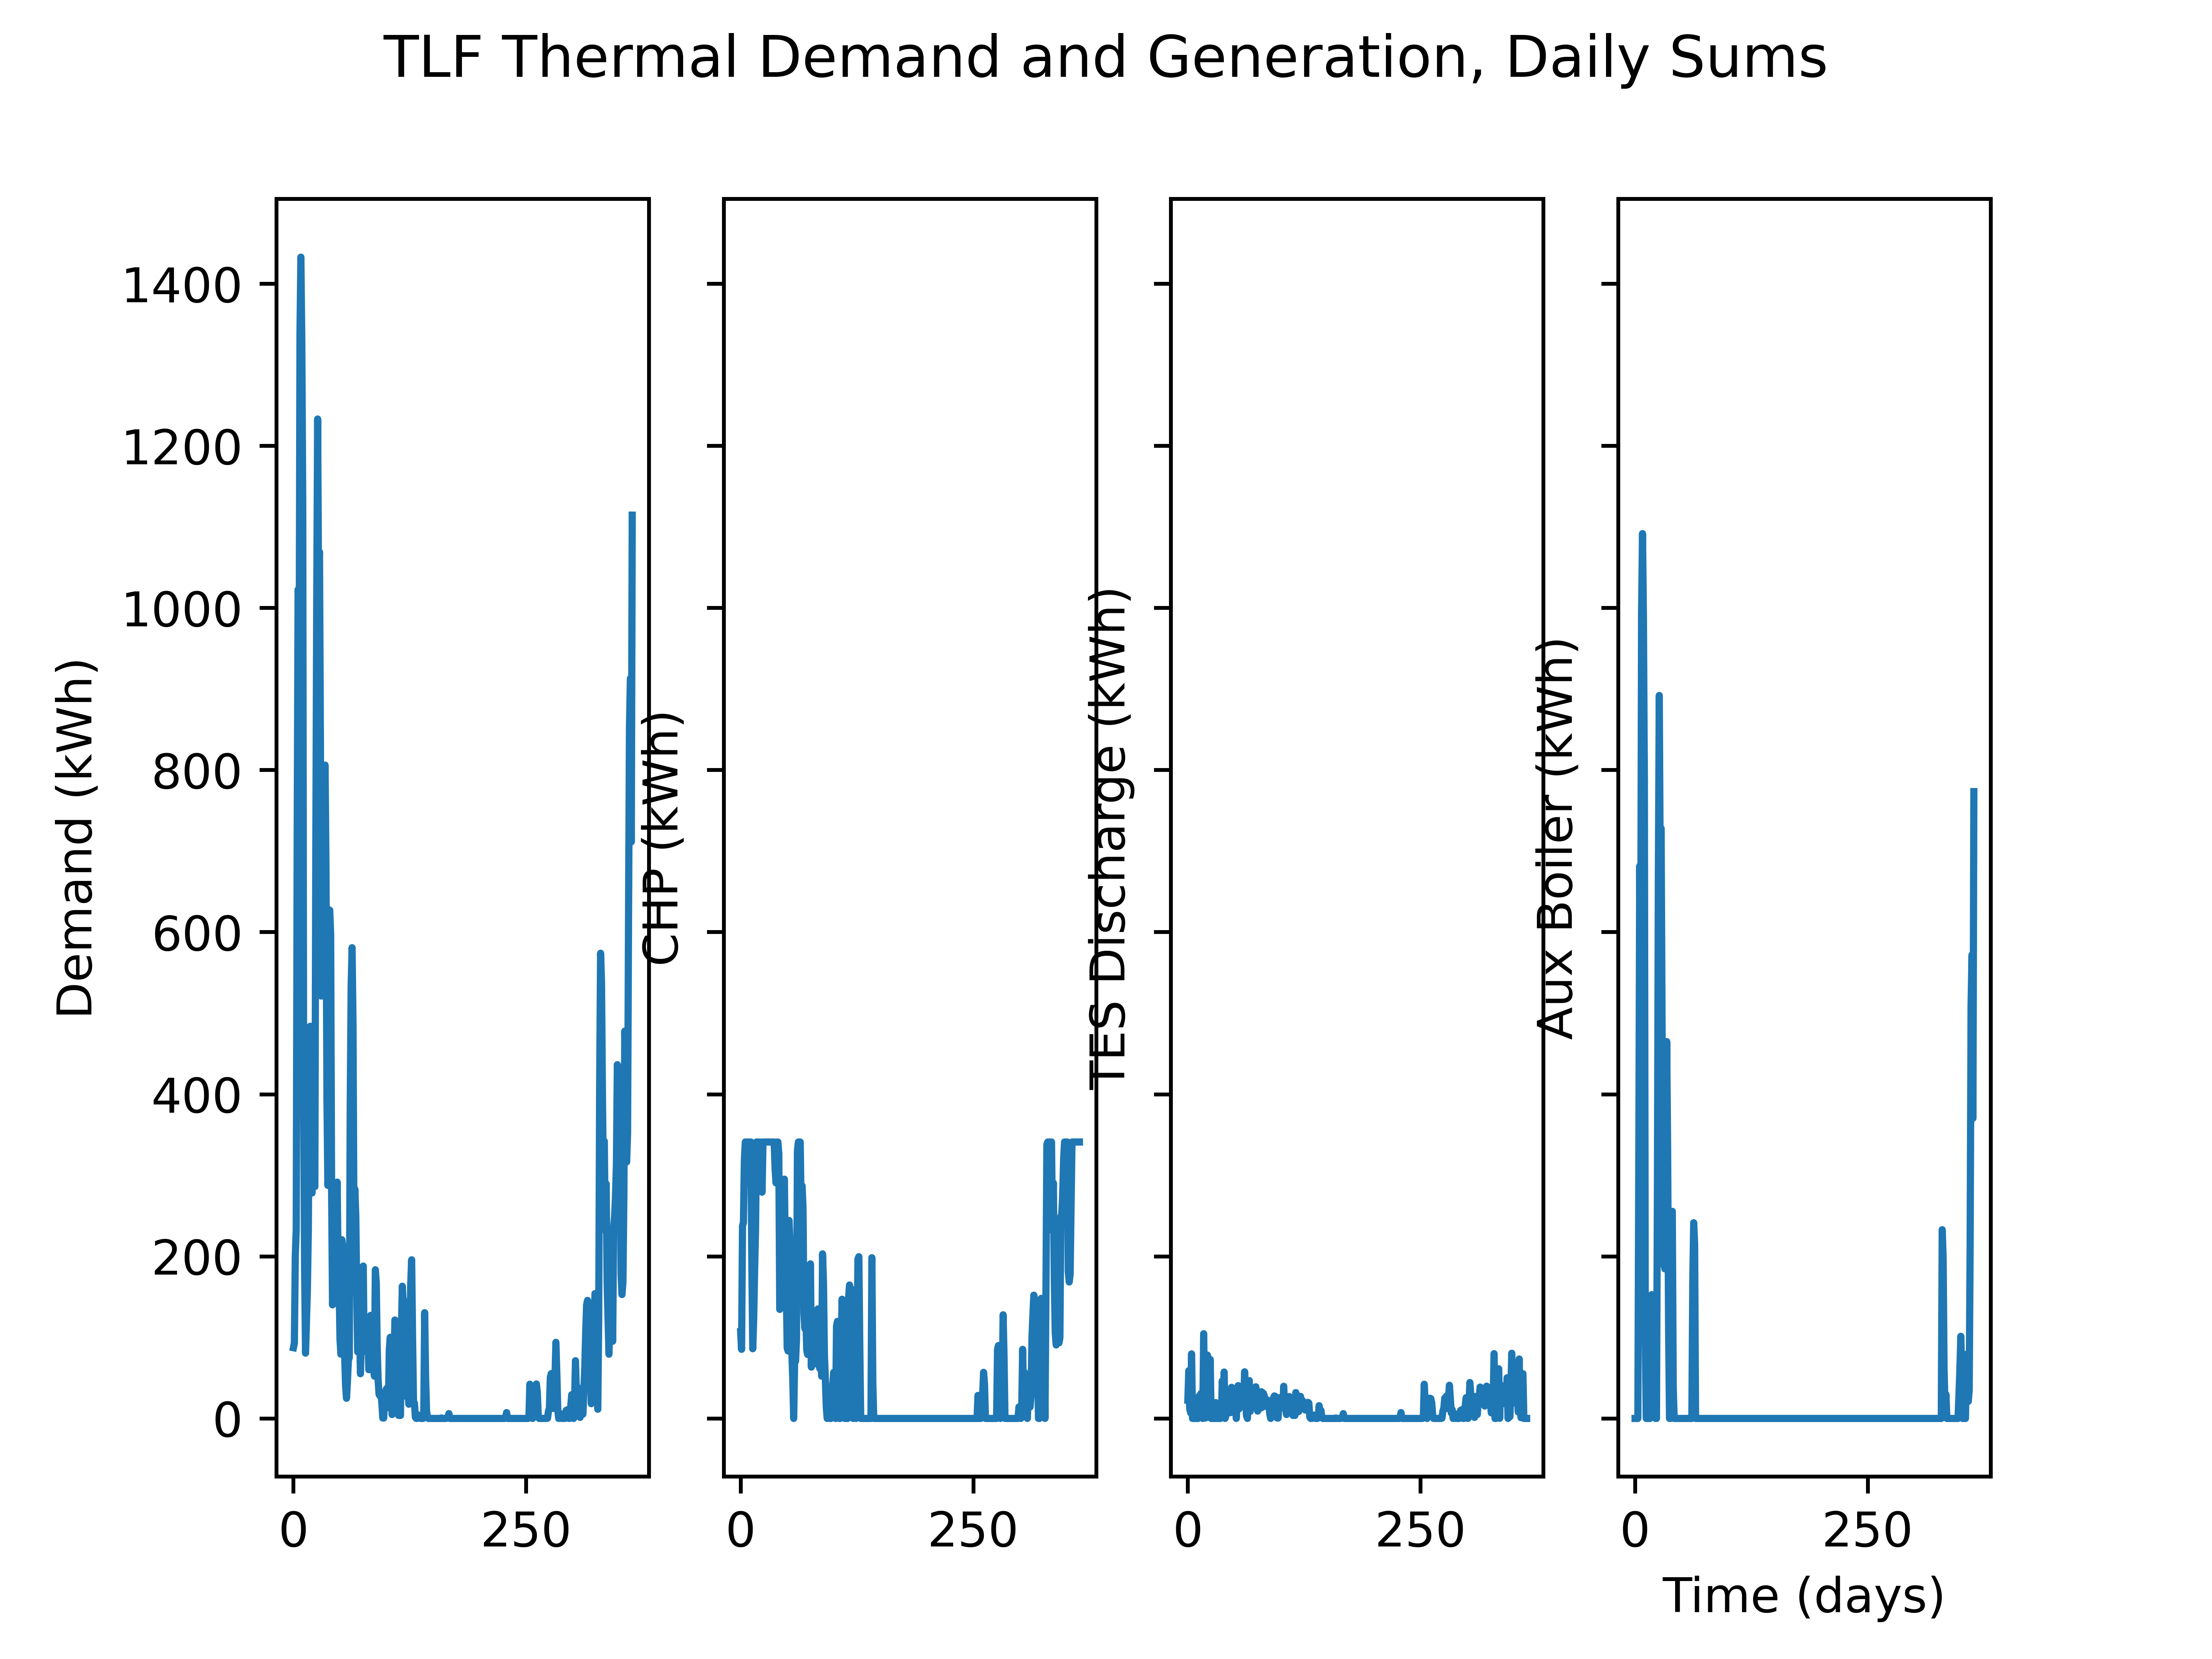 TLF Thermal Demand and Generation, Daily Sums
Demand (kWh)
1400
1200
1000
800
600
400
200
0
0 250
CHP (kWh)
0 250
TES Discharge (kWh)
0 250
Aux Boiler (kWh)
0 250
Time (days)